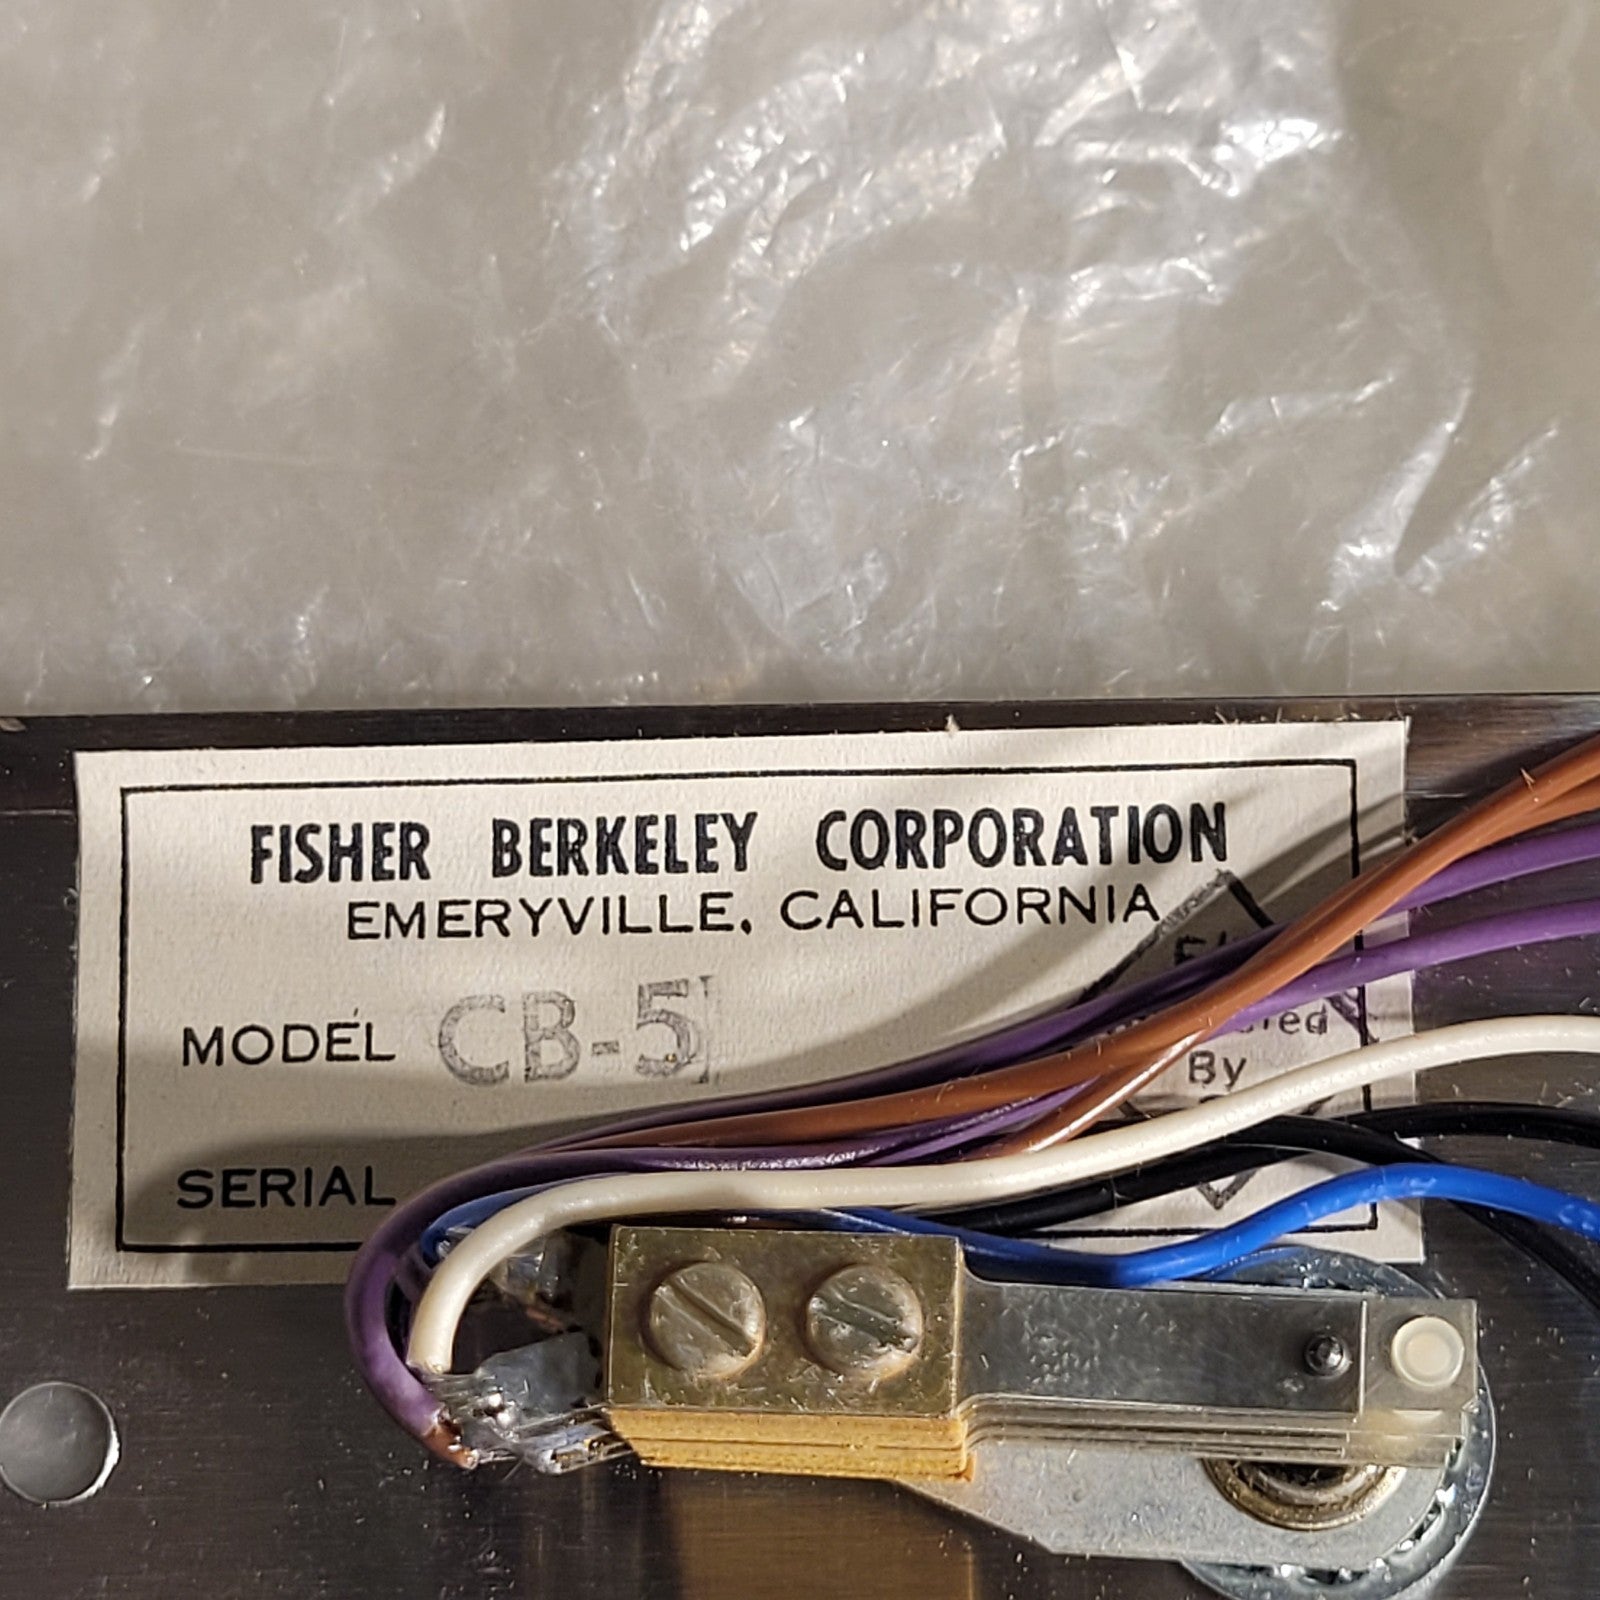 FISHER BERKELEY CORPORATION
EMERYVILLE, CALIFORNIA
MODEL CB-5
SERIAL
By